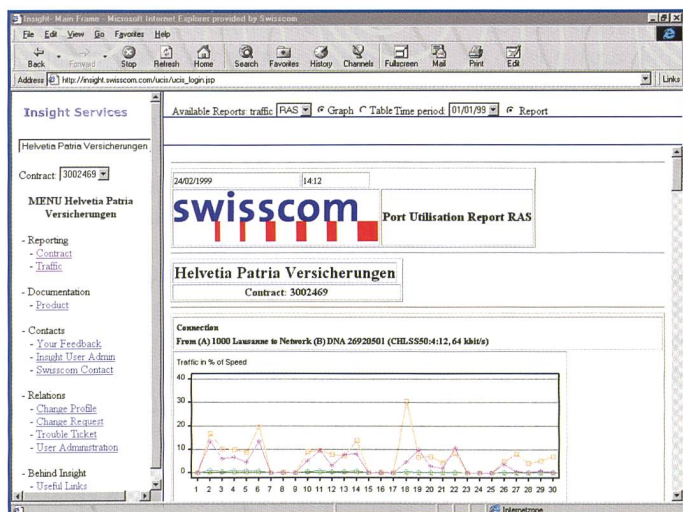 Insight- Main Frame - Microsoft Internet Explorer provided by Swisscom
File Edit View Go Favorites Help
Back Forward Stop Refresh Home Search Favorites History Channels Fullscreen Mail Print Edit
Address http://insight.swisscom.com/ucis/ucis_login.jsp Links
Insight Services
Helvetia Patria Versicherungen
Contract: 3002469
MENU Helvetia Patria
Versicherungen
- Reporting
- Contract
- Traffic
- Documentation
- Product
- Contacts
- Your Feedback
- Insight User Admin
- Swisscom Contact
- Relations
- Change Profile
- Change Request
- Trouble Ticket
- User Administration
- Behind Insight
- Useful Links
Available Reports: traffic RAS Graph Table Time period: 01/01/99 Report
24/02/1999 14:12
swisscom Port Utilisation Report RAS
Helvetia Patria Versicherungen
Contract: 3002469
Connection
From (A) 1000 Lausanne to Network (B) DNA 26920501 (CHLSS50:4:12, 64 kbit/s)
Traffic in % of Speed
40
30
20
10
0
1 2 3 4 5 6 7 8 9 10 11 12 13 14 15 16 17 18 19 20 21 22 23 24 25 26 27 28 29 30
Internetzone